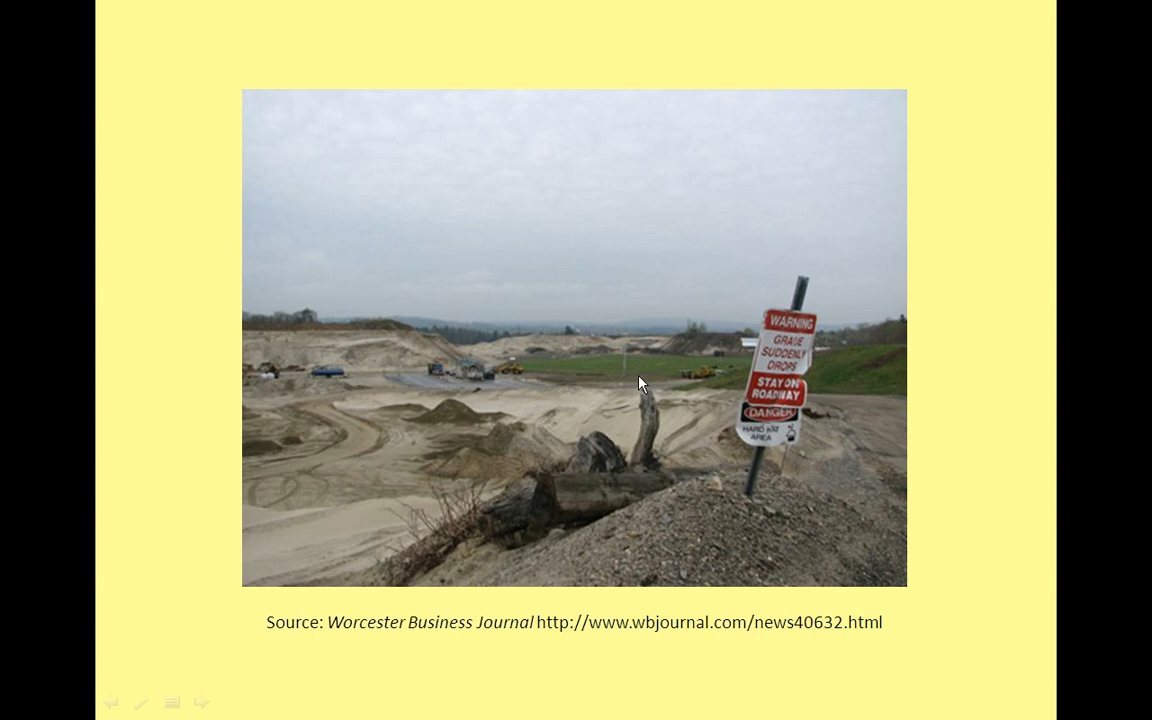 WARNING
GRADE
SUDDENLY
DROPS
STAY ON
ROADWAY
DANGER
HARD HAT
AREA
Source: Worcester Business Journal http://www.wbjournal.com/news40632.html